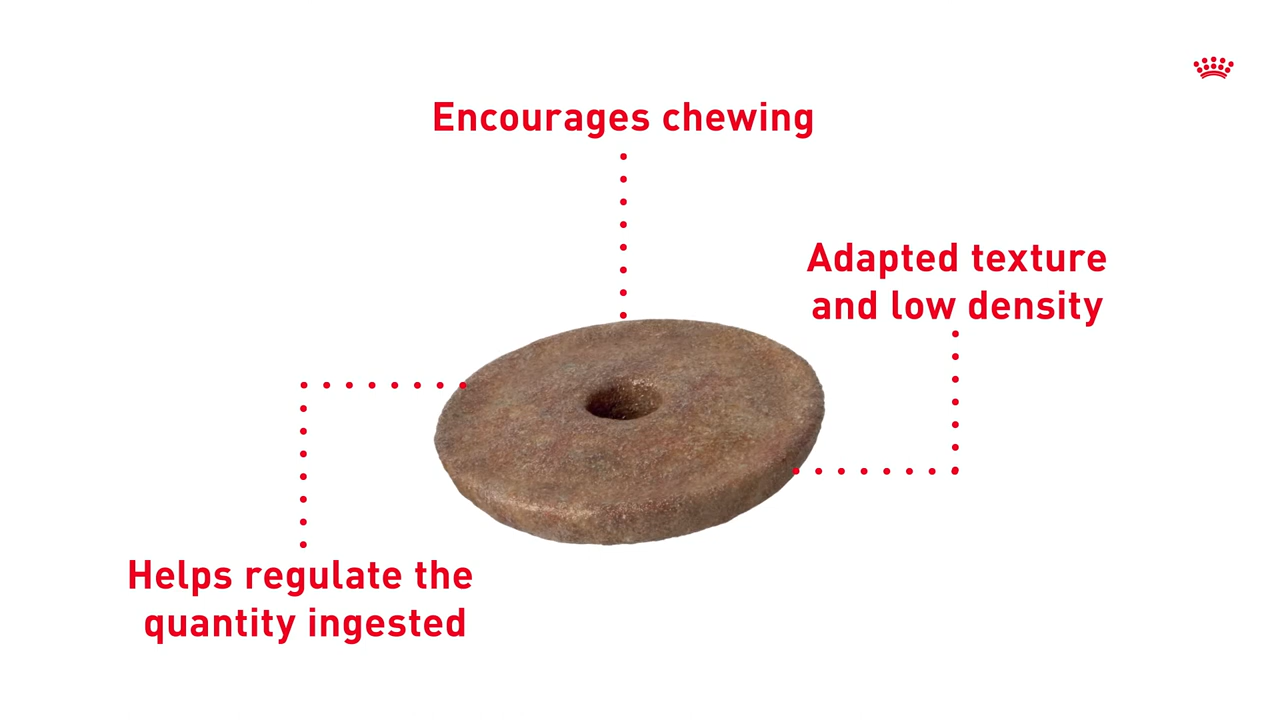 Encourages chewing
Adapted texture
and low density
Helps regulate the
quantity ingested